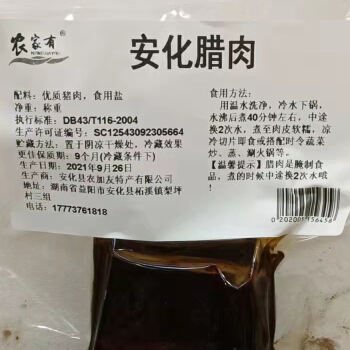 农家有
安化腊肉
配料：优质猪肉，食用盐
净重：称重
执行标准：DB43/T116-2004
生产许可证编号：SC12543092305664
贮藏方法：置于阴凉干燥处，冷藏效果
更佳保质期：9个月(冷藏条件下)
生产日期：2021年9月26日
生产商：安化县农加友特产有限公司
地址：湖南省益阳市安化县柘溪镇梨坪
村三组
电话：17773761818
食用方法：
用温水洗净，冷水下锅，
水沸后煮40分钟左右，中途
换2次水，煮至肉皮软糯，凉
冷切片即食或搭配时令蔬菜
炒、蒸、涮火锅等。
【温馨提示】腊肉是腌制食
品，煮的时候中途换2次水哦
！